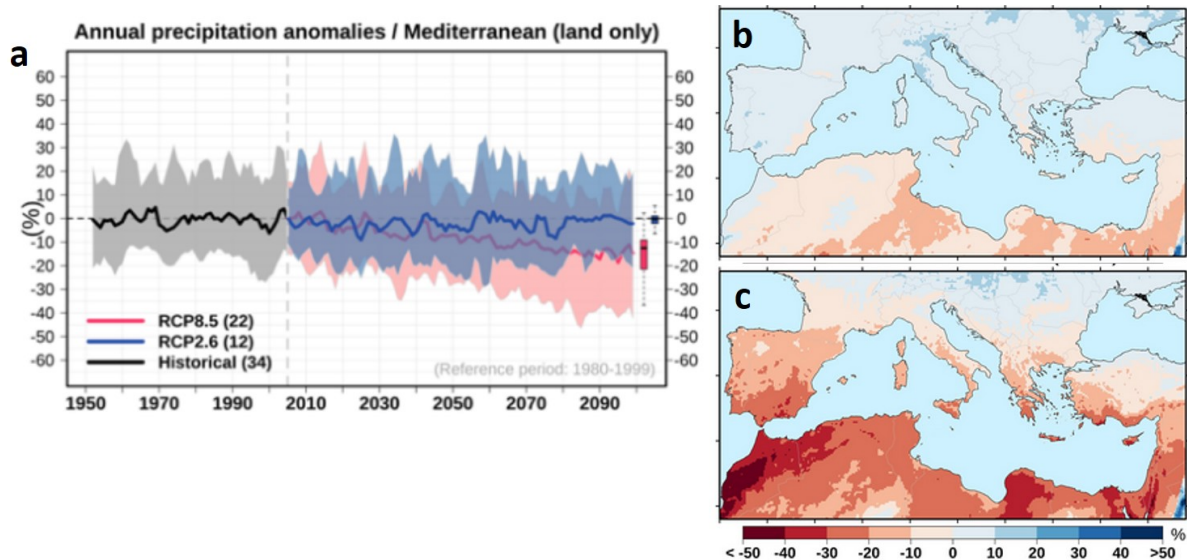 a
Annual precipitation anomalies / Mediterranean (land only)
60 60
50 50
40 40
30 30
20 20
10 10
0 0
-10 -10
-20 -20
-30 -30
-40 -40
-50 -50
-60 -60
(%)
RCP8.5 (22)
RCP2.6 (12)
Historical (34)
(Reference period: 1980-1999)
1950 1970 1990 2010 2030 2050 2070 2090
b
c
< -50 -40 -30 -20 -10 0 10 20 30 40 >50 %